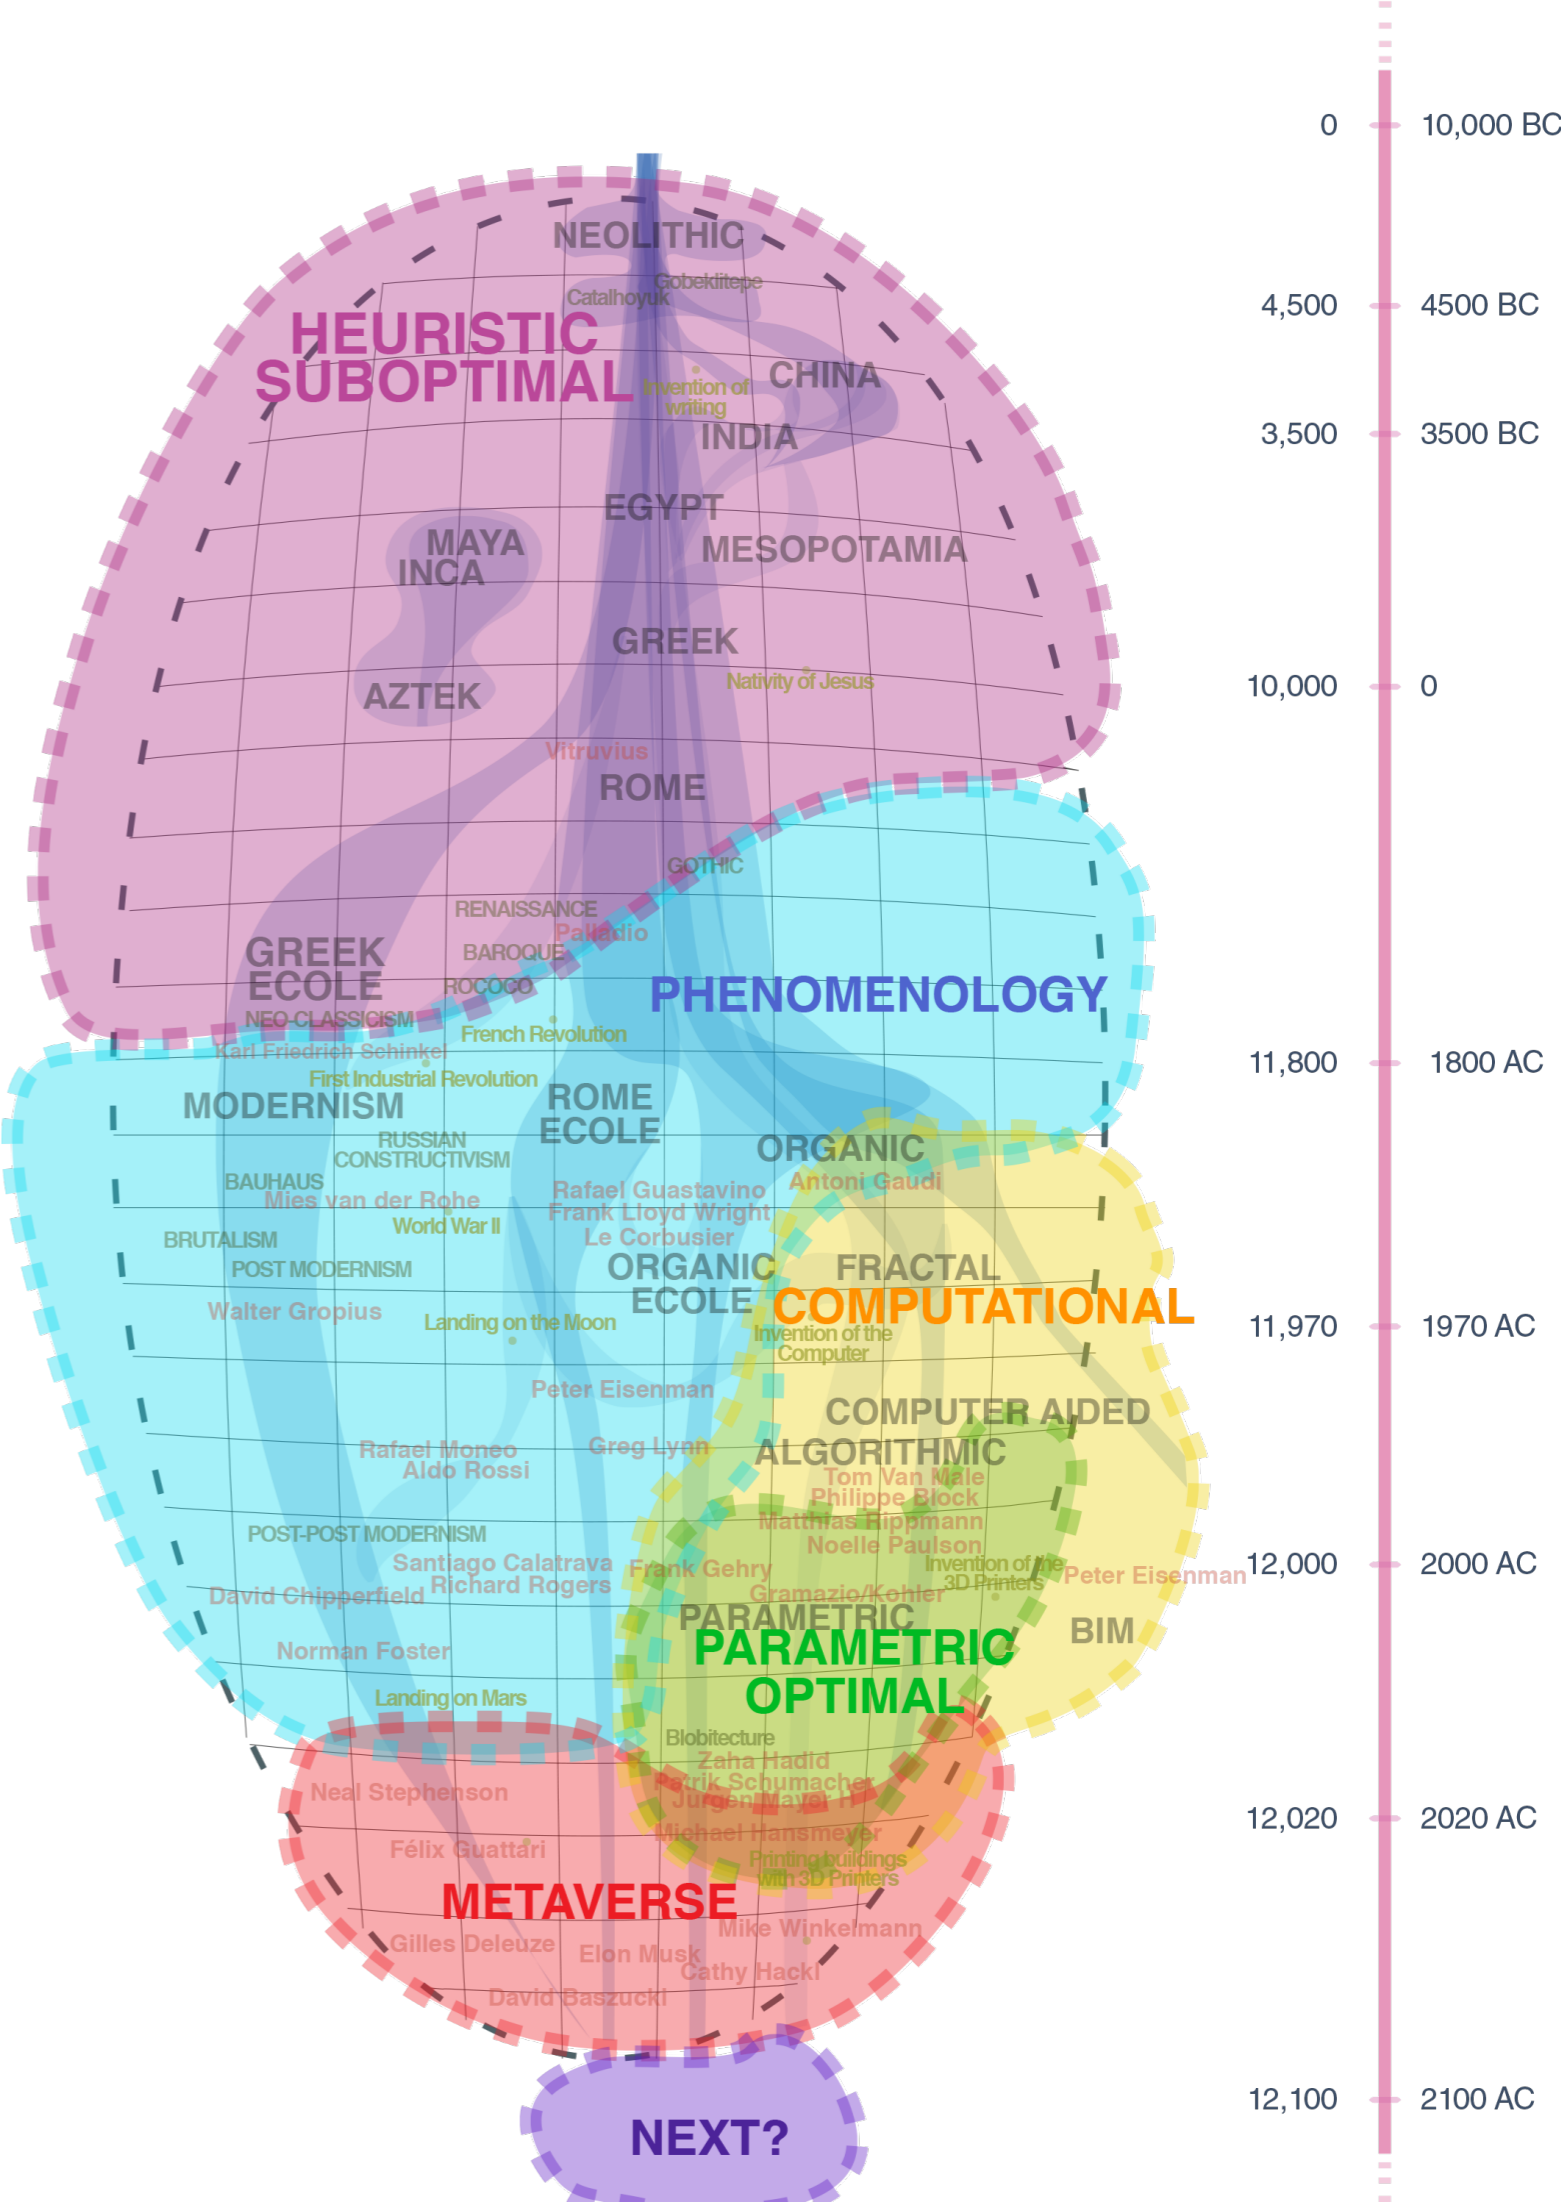 0 10,000 BC
NEOLITHIC
Gobeklitepe
Catalhoyuk
4,500 4500 BC
HEURISTIC
SUBOPTIMAL
CHINA
Invention of
writing
INDIA
3,500 3500 BC
EGYPT
MAYA
MESOPOTAMIA
INCA
GREEK
Nativity of Jesus
10,000 0
AZTEK
Vitruvius
ROME
GOTHIC
RENAISSANCE
Palladio
BAROQUE
GREEK
ECOLE
ROCOCO
PHENOMENOLOGY
NEO-CLASSICISM
French Revolution
Karl Friedrich Schinkel
11,800 1800 AC
First Industrial Revolution
MODERNISM
ROME
ECOLE
RUSSIAN
CONSTRUCTIVISM
ORGANIC
BAUHAUS
Antoni Gaudi
Rafael Guastavino
Mies van der Rohe
Frank Lloyd Wright
World War II
Le Corbusier
BRUTALISM
POST MODERNISM
ORGANIC
ECOLE
FRACTAL
COMPUTATIONAL
Walter Gropius
Landing on the Moon
11,970 1970 AC
Invention of the
Computer
Peter Eisenman
COMPUTER AIDED
Rafael Moneo
Greg Lynn
ALGORITHMIC
Aldo Rossi
Tom Van Male
Philippe Block
Matthias Rippmann
POST-POST MODERNISM
Noelle Paulson
Santiago Calatrava
Frank Gehry
Invention of the
3D Printers
12,000 2000 AC
Peter Eisenman
Richard Rogers
David Chipperfield
Gramazio/Kohler
PARAMETRIC
BIM
PARAMETRIC
OPTIMAL
Norman Foster
Landing on Mars
Blobitecture
Zaha Hadid
Patrik Schumacher
Neal Stephenson
Jurgen Mayer H
12,020 2020 AC
Michael Hansmeyer
Félix Guattari
Printing buildings
with 3D Printers
METAVERSE
Mike Winkelmann
Gilles Deleuze
Elon Musk
Cathy Hackl
David Baszucki
12,100 2100 AC
NEXT?